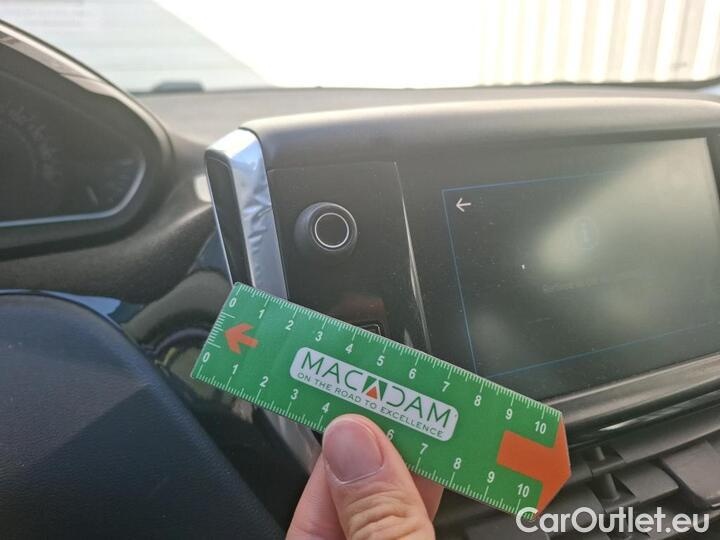 0 1 2 3 4 5 6 7 8 9 10
MACADAM
ON THE ROAD TO EXCELLENCE
0 1 2 3 4 6 7 8 9 10
CarOutlet.eu